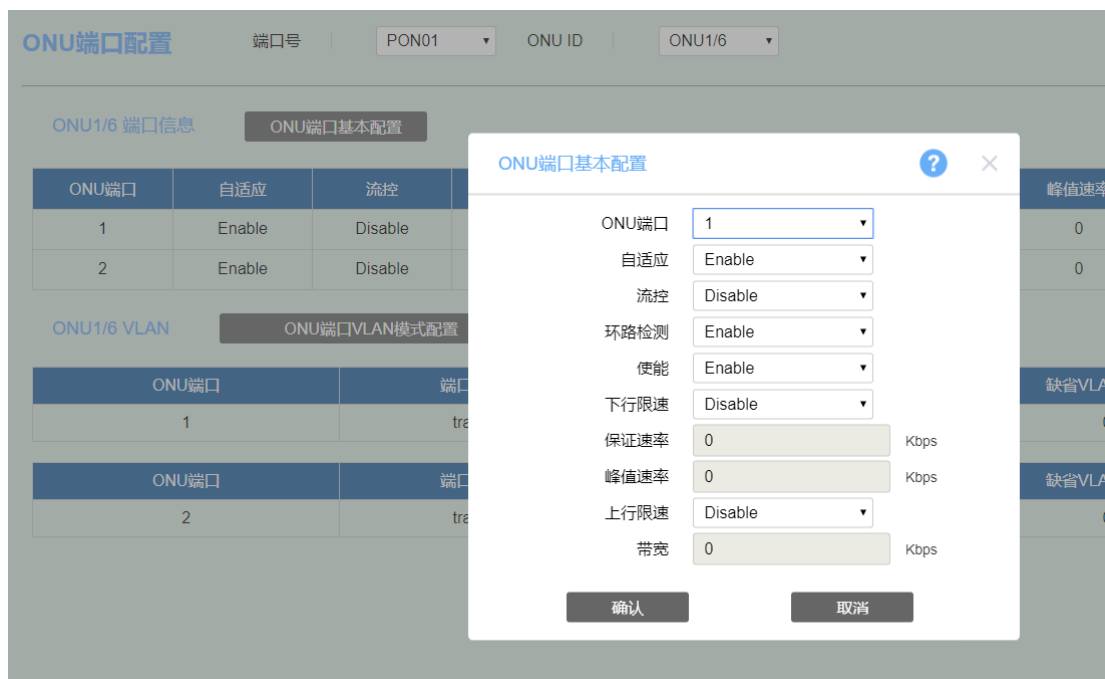 ONU端口配置 端口号 PON01 ONU ID ONU1/6
ONU1/6 端口信息 ONU端口基本配置
ONU端口 自适应 流控 峰值速率
1 Enable Disable 0
2 Enable Disable 0
ONU1/6 VLAN ONU端口VLAN模式配置
ONU端口 端口 缺省VLA
1 tra
ONU端口 端口 缺省VLA
2 tra
ONU端口基本配置 ? ×
ONU端口 1
自适应 Enable
流控 Disable
环路检测 Enable
使能 Enable
下行限速 Disable
保证速率 0 Kbps
峰值速率 0 Kbps
上行限速 Disable
带宽 0 Kbps
确认 取消